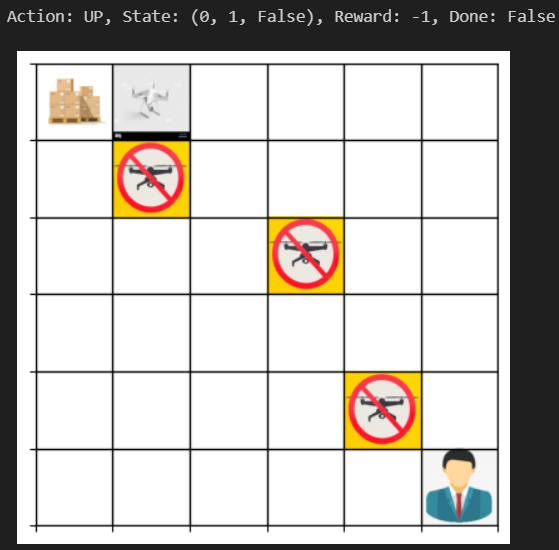 Action: UP, State: (0, 1, False), Reward: -1, Done: False